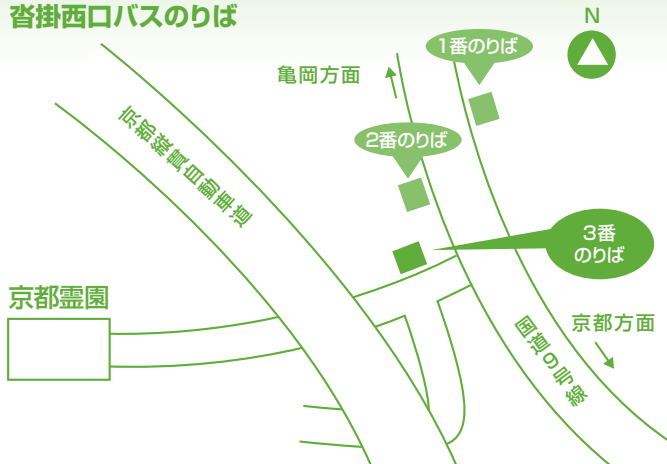 沓掛西口バスのりば
N
1番のりば
亀岡方面
2番のりば
京都縦貫自動車道
3番
のりば
京都霊園
京都方面
国道9号線